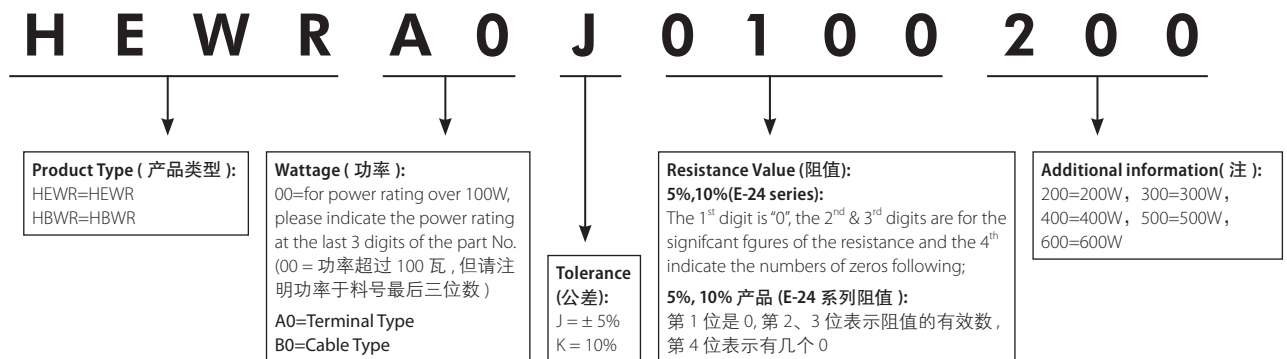 H E W R A 0 J 0 1 0 0 2 0 0
Product Type ( 产品类型 ):
HEWR=HEWR
HBWR=HBWR
Wattage ( 功率 ):
00=for power rating over 100W,
please indicate the power rating
at the last 3 digits of the part No.
(00 = 功率超过 100 瓦 , 但请注
明功率于料号最后三位数 )
A0=Terminal Type
B0=Cable Type
Tolerance
(公差):
J = ± 5%
K = 10%
Resistance Value (阻值):
5%,10%(E-24 series):
The 1st digit is "0", the 2nd & 3rd digits are for the
signifcant fgures of the resistance and the 4th
indicate the numbers of zeros following;
5%, 10% 产品 (E-24 系列阻值 ):
第 1 位是 0, 第 2、3 位表示阻值的有效数 ,
第 4 位表示有几个 0
Additional information( 注 ):
200=200W，300=300W，
400=400W，500=500W，
600=600W